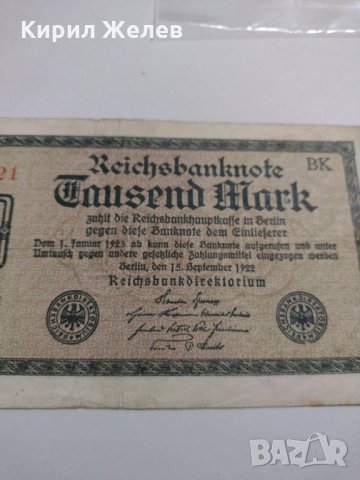 Кирил Желев
21
BK
Reichsbanknote
Tausend Mark
zahlt die Reichsbankhauptkasse in Berlin
gegen diese Banknote dem Einlieferer
Vom 1. Januar 1923 ab kann diese Banknote aufgerufen und unter
Umtausch gegen andere gesetzliche Zahlungsmittel eingezogen werden
Berlin, den 15. September 1922
Reichsbankdirektorium
BAZAR